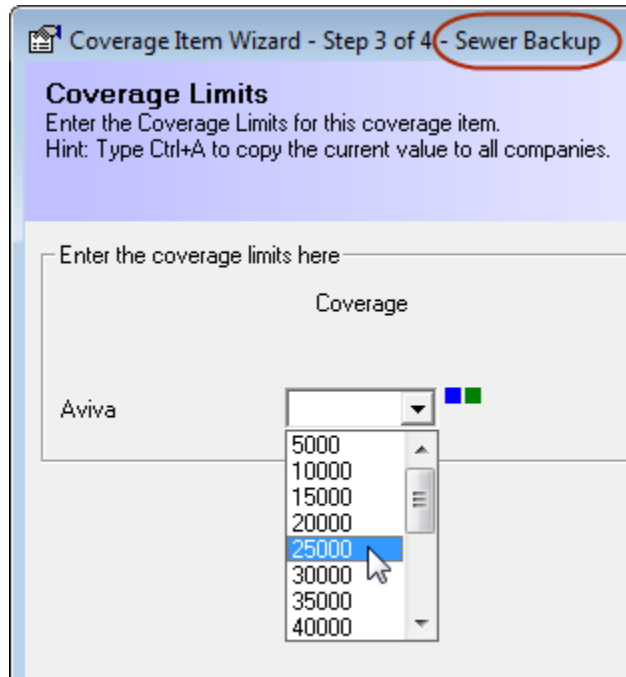 Coverage Item Wizard - Step 3 of 4 - Sewer Backup
Coverage Limits
Enter the Coverage Limits for this coverage item.
Hint: Type Ctrl+A to copy the current value to all companies.
Enter the coverage limits here
Coverage
Aviva
5000
10000
15000
20000
25000
30000
35000
40000